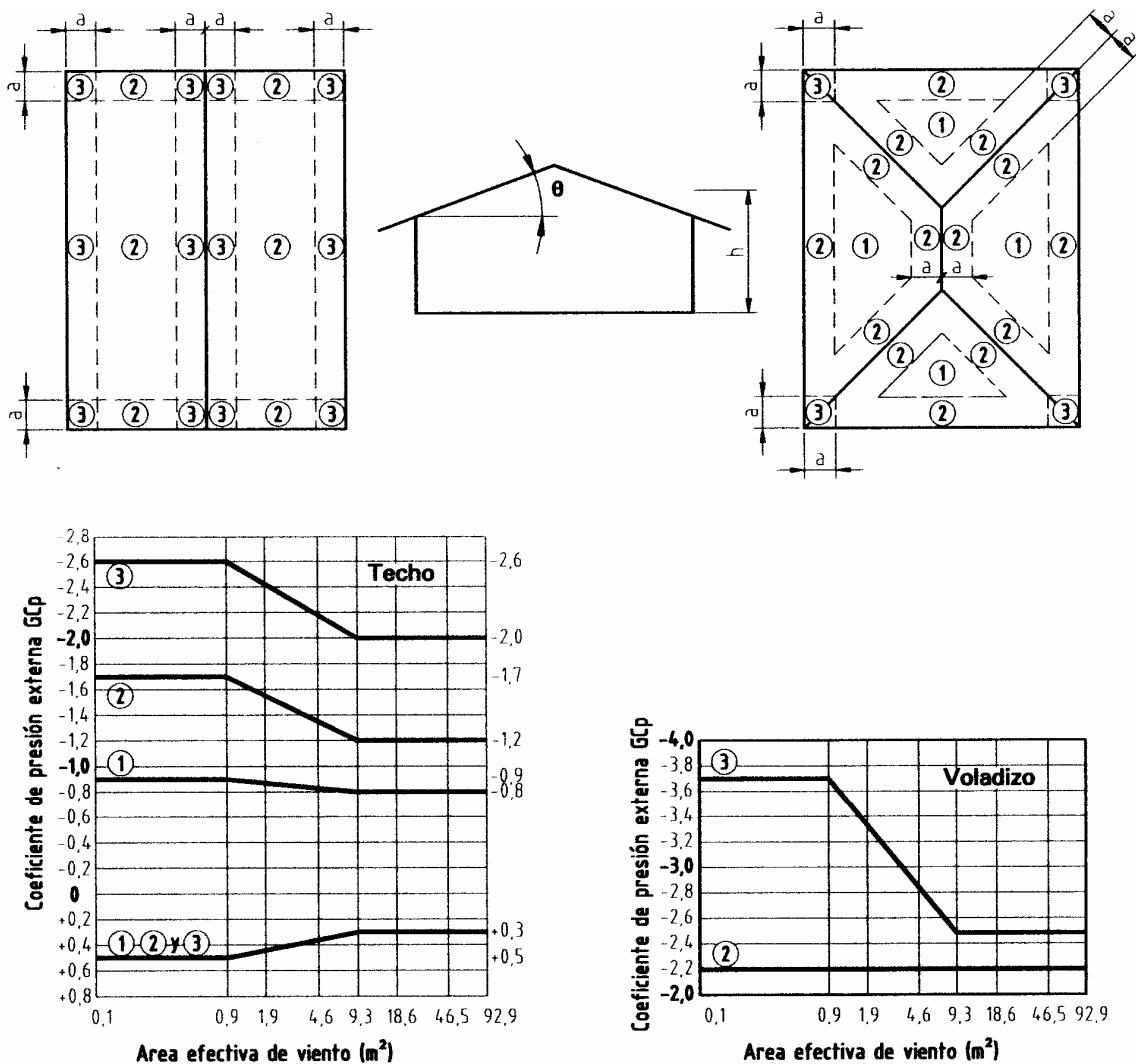 a a a a
a 3 2 3 3 2 3
3 2 3 3 2 3
a 3 2 3 3 2 3
θ
h
a a a
a 3 2 3
1
2 2
2 2
2 1 2 2 1 2
a a
2 2
2 2
1
a 3 2 3
a
Coeficiente de presión externa GCp
-2,8
-2,6
-2,4
-2,2
-2,0
-1,8
-1,6
-1,4
-1,2
-1,0
-0,8
-0,6
-0,4
-0,2
0
+0,2
+0,4
+0,6
+0,8
Techo
3
2
1
1 2 y 3
-2,6
-2,0
-1,7
-1,2
-0,9
-0,8
+0,3
+0,5
0,1 0,9 1,9 4,6 9,3 18,6 46,5 92,9
Area efectiva de viento (m²)
Coeficiente de presión externa GCp
-4,0
-3,8
-3,6
-3,2
-3,0
-2,8
-2,6
-2,4
-2,2
-2,0
Voladizo
3
2
0,1 0,9 1,9 4,6 9,3 18,6 46,5 92,9
Area efectiva de viento (m²)